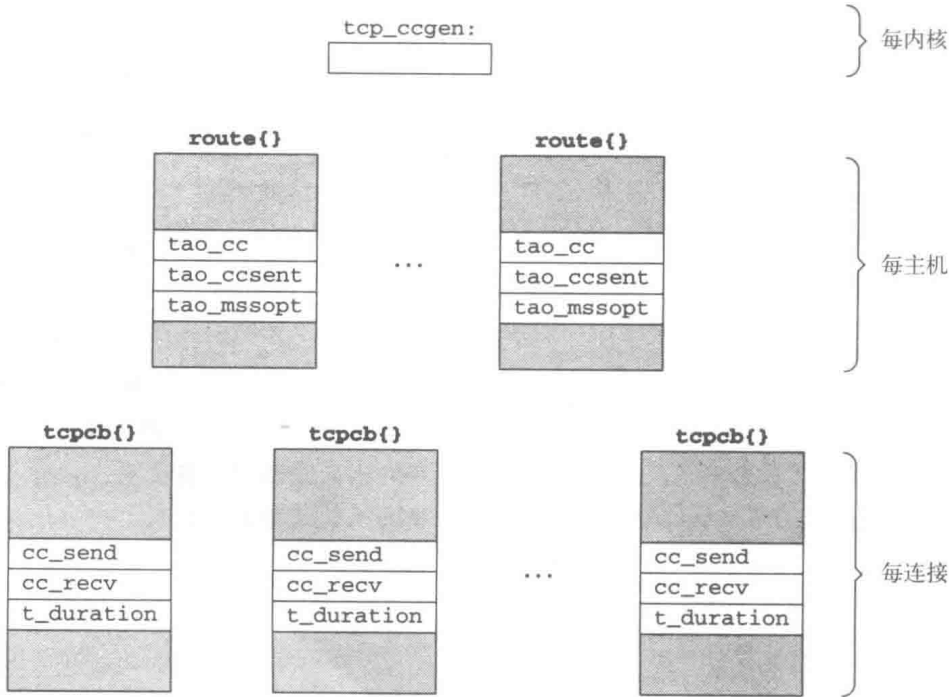 tcp_ccgen:
每内核
route{} route{}
tao_cc tao_cc
tao_ccsent ... tao_ccsent
tao_mssopt tao_mssopt
每主机
tcpcb{} tcpcb{} tcpcb{}
cc_send cc_send cc_send
cc_recv cc_recv ... cc_recv
t_duration t_duration t_duration
每连接